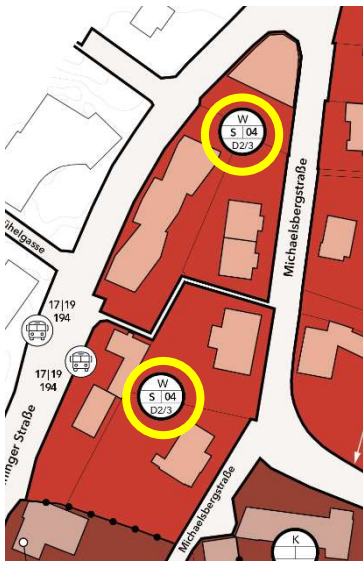 W
S 04
D2/3
Michaelsbergstraße
17|19
194
17|19
194
W
S 04
D2/3
Michaelsbergstraße
K